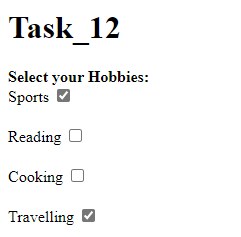 Task_12
Select your Hobbies:
Sports
Reading
Cooking
Travelling